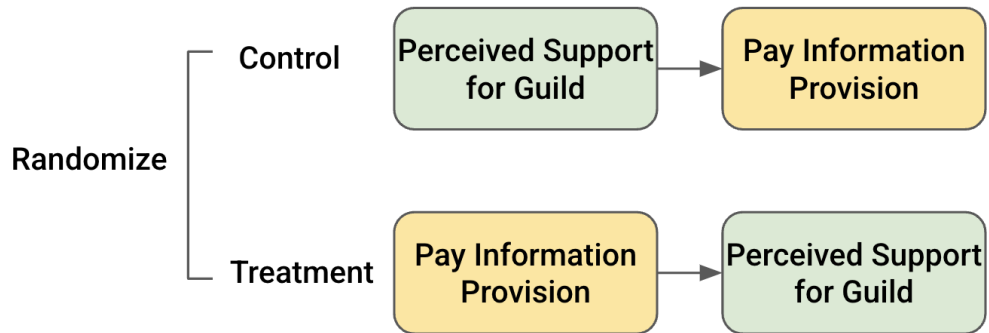 Randomize
Control
Perceived Support
for Guild
Pay Information
Provision
Treatment
Pay Information
Provision
Perceived Support
for Guild